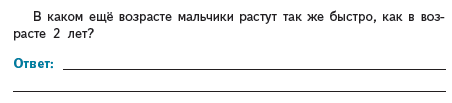 В каком ещё возрасте мальчики растут так же быстро, как в воз-
расте 2 лет?
Ответ: